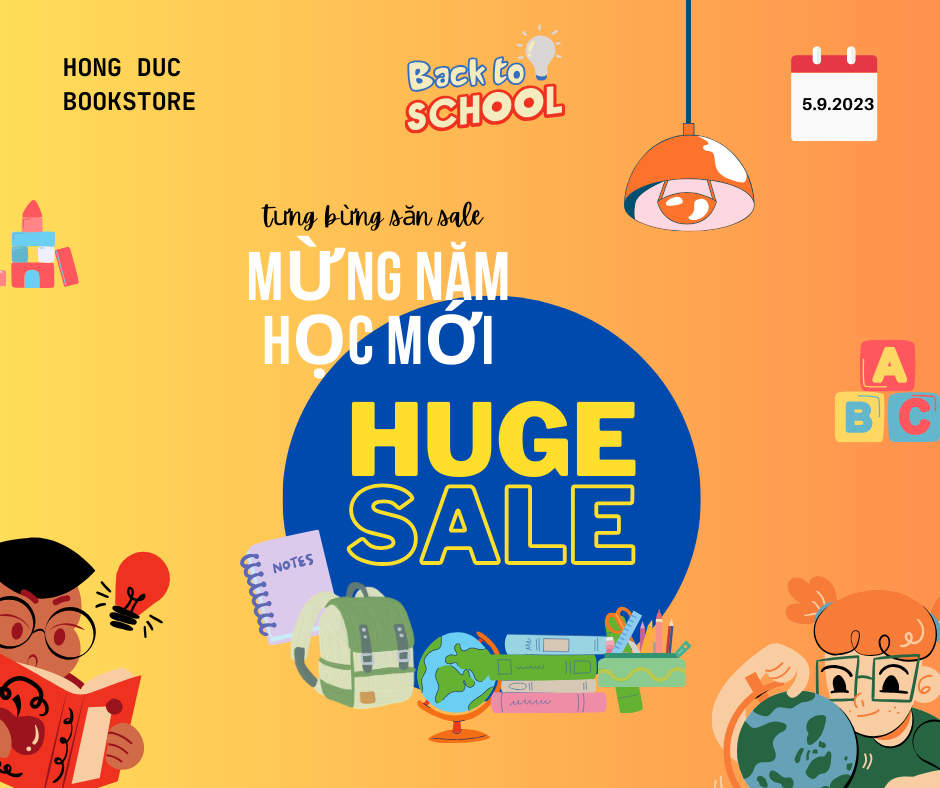 HONG DUC
BOOKSTORE
Back to
SCHOOL
5.9.2023
tưng bừng săn sale
MỪNG NĂM
HỌC MỚI
HUGE
SALE
NOTES
A
B C